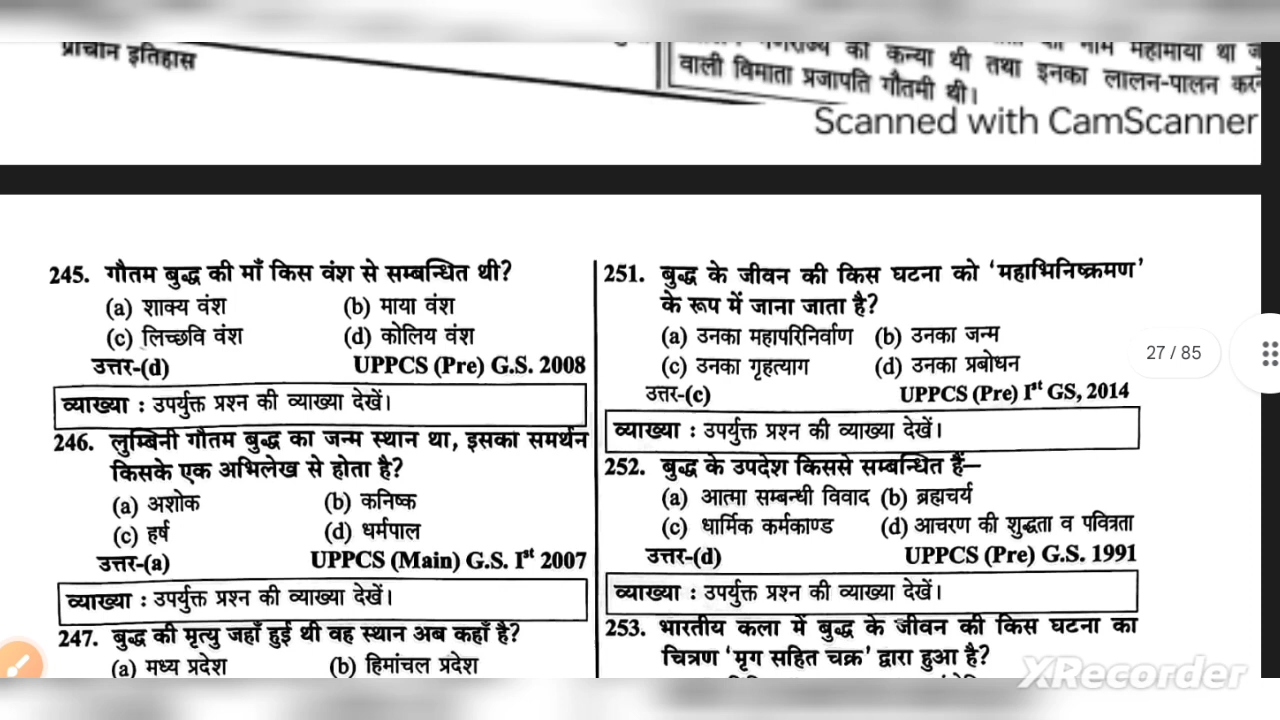 प्राचीन इतिहास
गणराज्य की कन्या थी तथा इनका लालन-पालन
नाम महामाया था
वाली विमाता प्रजापति गौतमी थी।
Scanned with CamScanner
245. गौतम बुद्ध की माँ किस वंश से सम्बन्धित थी?
(a) शाक्य वंश (b) माया वंश
(c) लिच्छवि वंश (d) कोलिय वंश
उत्तर-(d) UPPCS (Pre) G.S. 2008
व्याख्या : उपर्युक्त प्रश्न की व्याख्या देखें।
246. लुम्बिनी गौतम बुद्ध का जन्म स्थान था, इसका समर्थन
किसके एक अभिलेख से होता है?
(a) अशोक (b) कनिष्क
(c) हर्ष (d) धर्मपाल
उत्तर-(a) UPPCS (Main) G.S. Ist 2007
व्याख्या : उपर्युक्त प्रश्न की व्याख्या देखें।
247. बुद्ध की मृत्यु जहाँ हुई थी वह स्थान अब कहाँ है?
(a) मध्य प्रदेश (b) हिमांचल प्रदेश
251. बुद्ध के जीवन की किस घटना को 'महाभिनिष्क्रमण'
के रूप में जाना जाता है?
(a) उनका महापरिनिर्वाण (b) उनका जन्म
(c) उनका गृहत्याग (d) उनका प्रबोधन
उत्तर-(c) UPPCS (Pre) Ist GS, 2014
व्याख्या : उपर्युक्त प्रश्न की व्याख्या देखें।
252. बुद्ध के उपदेश किससे सम्बन्धित हैं–
(a) आत्मा सम्बन्धी विवाद (b) ब्रह्मचर्य
(c) धार्मिक कर्मकाण्ड (d) आचरण की शुद्धता व पवित्रता
उत्तर-(d) UPPCS (Pre) G.S. 1991
व्याख्या : उपर्युक्त प्रश्न की व्याख्या देखें।
253. भारतीय कला में बुद्ध के जीवन की किस घटना का
चित्रण 'मृग सहित चक्र' द्वारा हुआ है?
27 / 85
XRecorder